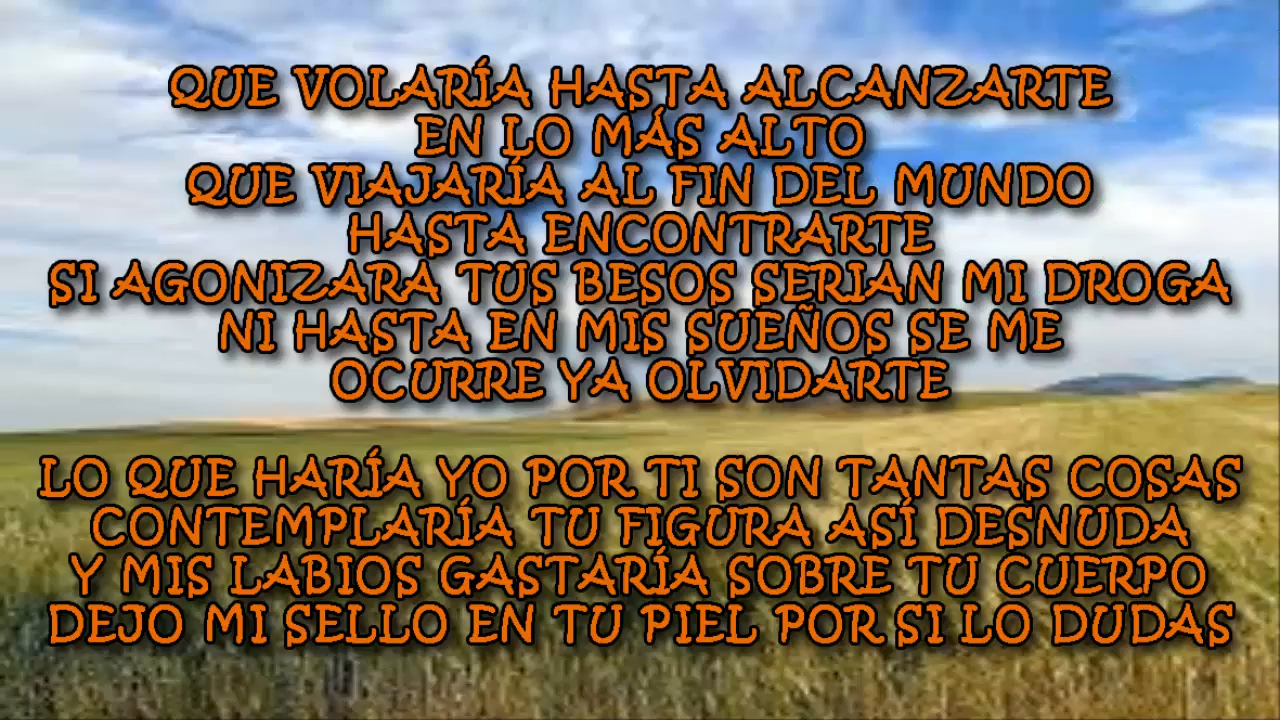 QUE VOLARÍA HASTA ALCANZARTE
EN LO MÁS ALTO
QUE VIAJARÍA AL FIN DEL MUNDO
HASTA ENCONTRARTE
SI AGONIZARA TUS BESOS SERIAN MI DROGA
NI HASTA EN MIS SUEÑOS SE ME
OCURRE YA OLVIDARTE
LO QUE HARÍA YO POR TI SON TANTAS COSAS
CONTEMPLARÍA TU FIGURA ASÍ DESNUDA
Y MIS LABIOS GASTARÍA SOBRE TU CUERPO
DEJO MI SELLO EN TU PIEL POR SI LO DUDAS